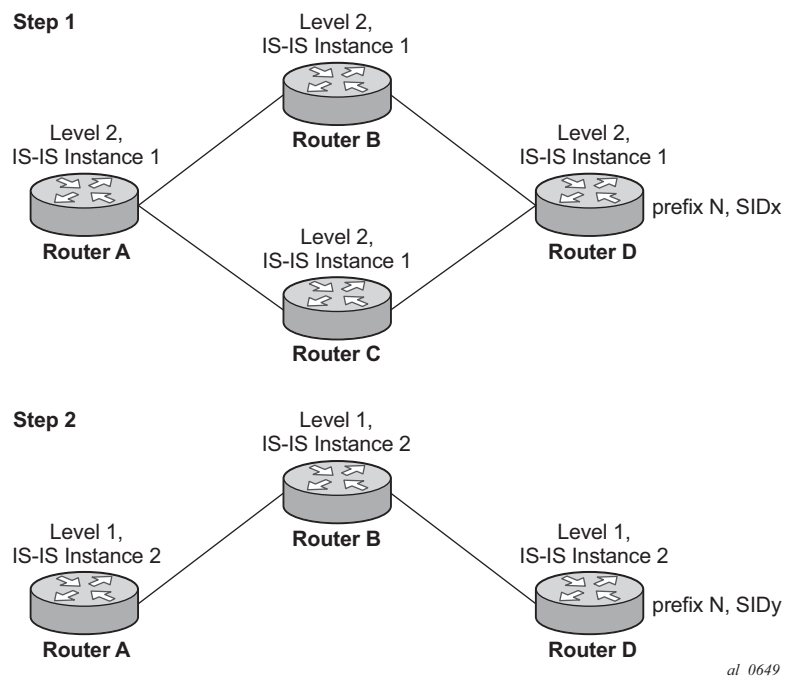 Step 1
Level 2,
IS-IS Instance 1
Router B
Level 2,
IS-IS Instance 1
Router A
Level 2,
IS-IS Instance 1
prefix N, SIDx
Router D
Level 2,
IS-IS Instance 1
Router C
Step 2
Level 1,
IS-IS Instance 2
Router B
Level 1,
IS-IS Instance 2
Router A
Level 1,
IS-IS Instance 2
prefix N, SIDy
Router D
al_0649